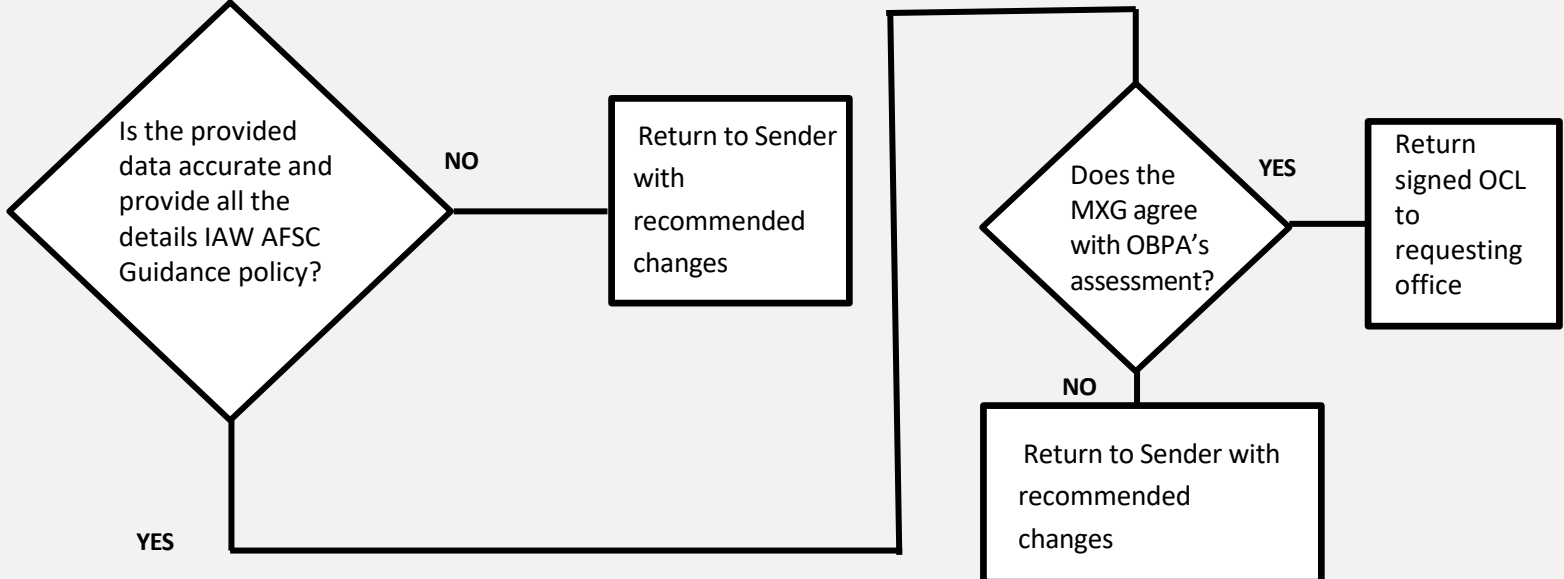 Is the provided
data accurate and
provide all the
details IAW AFSC
Guidance policy?
NO
Return to Sender
with
recommended
changes
YES
Does the
MXG agree
with OBPA’s
assessment?
YES
Return
signed OCL
to
requesting
office
NO
Return to Sender with
recommended
changes